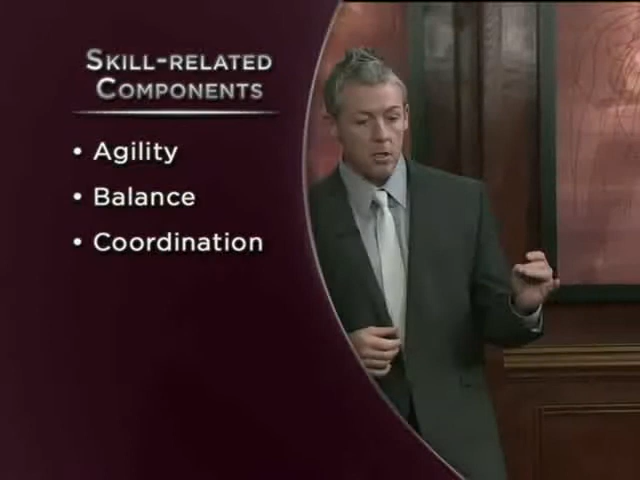 Skill-related
Components
• Agility
• Balance
• Coordination